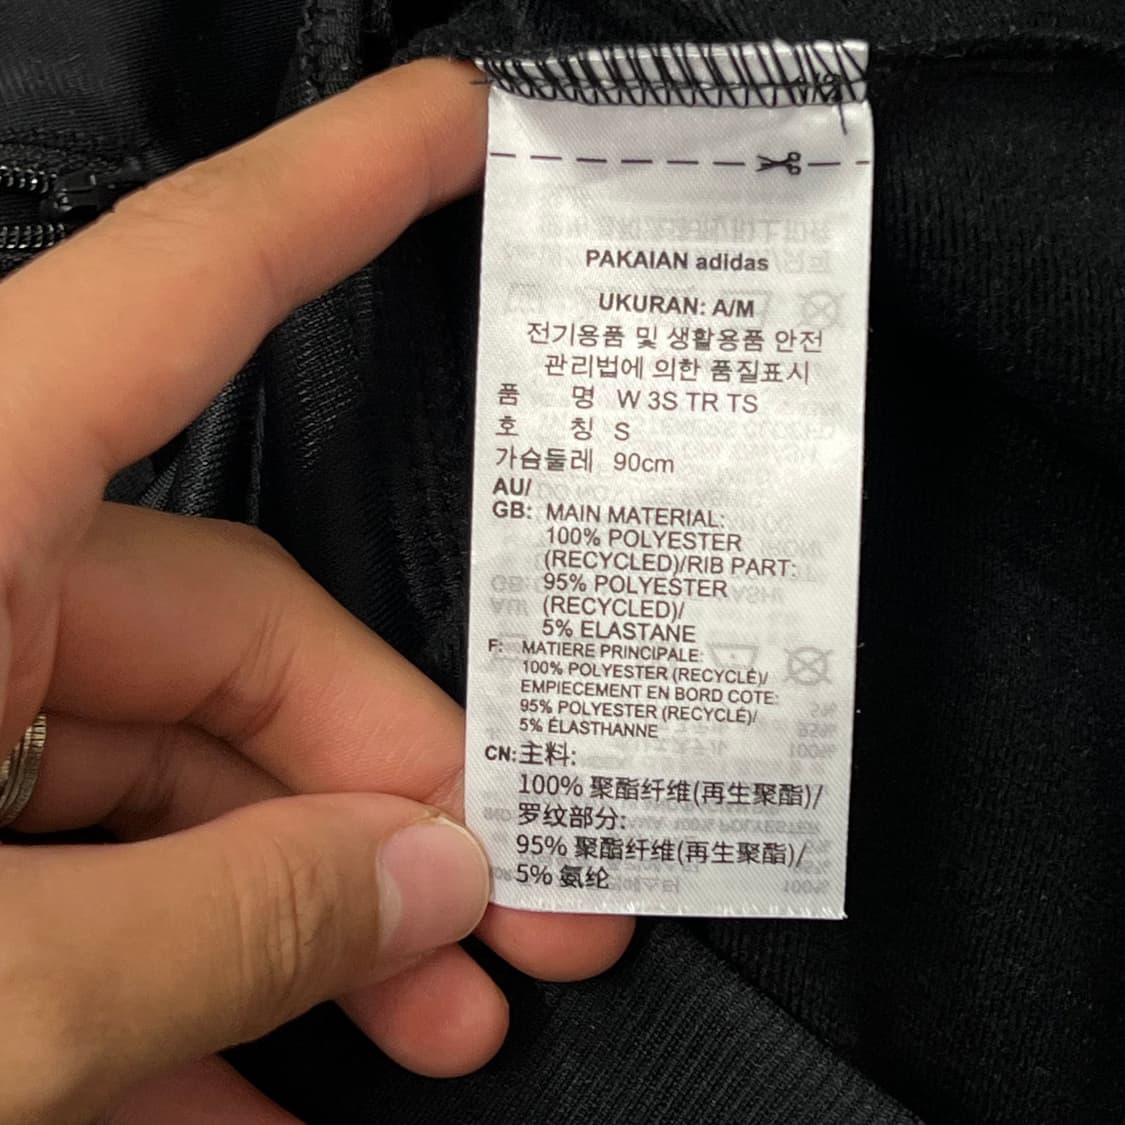 PAKAIAN adidas
UKURAN: A/M
전기용품 및 생활용품 안전
관리법에 의한 품질표시
품 명 W 3S TR TS
호 칭 S
가슴둘레 90cm
AU/
GB: MAIN MATERIAL:
100% POLYESTER
(RECYCLED)/RIB PART:
95% POLYESTER
(RECYCLED)/
5% ELASTANE
F: MATIERE PRINCIPALE:
100% POLYESTER (RECYCLÉ)/
EMPIECEMENT EN BORD COTE:
95% POLYESTER (RECYCLÉ)/
5% ÉLASTHANNE
CN:主料:
100% 聚酯纤维(再生聚酯)/
罗纹部分:
95% 聚酯纤维(再生聚酯)/
5% 氨纶